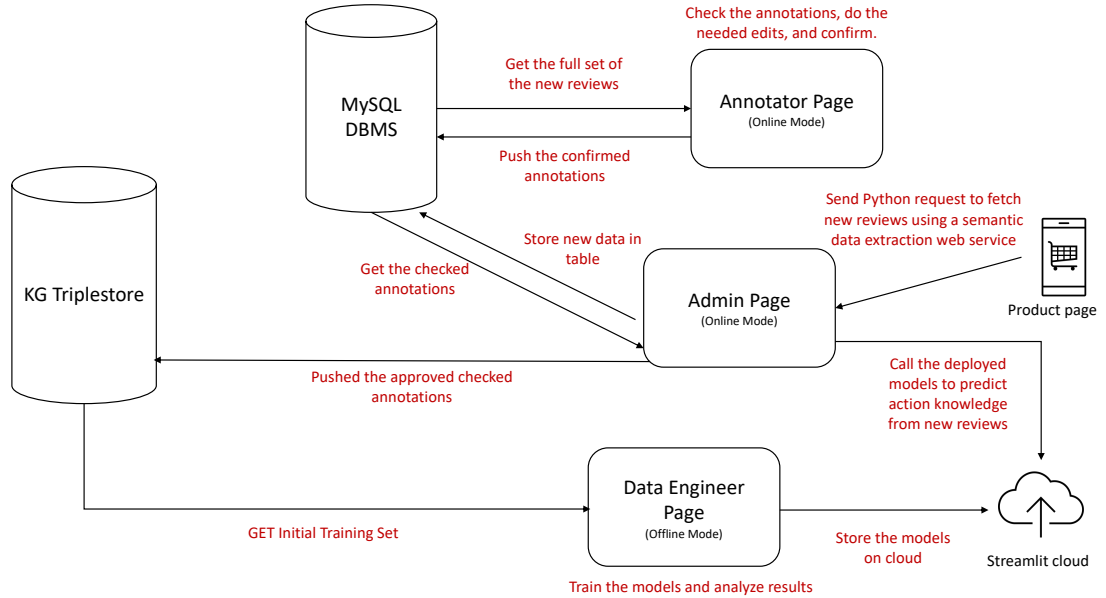 Check the annotations, do the
needed edits, and confirm.
Get the full set of
the new reviews
MySQL
DBMS
Annotator Page
(Online Mode)
Push the confirmed
annotations
Send Python request to fetch
new reviews using a semantic
data extraction web service
Store new data in
table
Get the checked
annotations
KG Triplestore
Admin Page
(Online Mode)
Product page
Pushed the approved checked
annotations
Call the deployed
models to predict
action knowledge
from new reviews
Data Engineer
Page
(Offline Mode)
GET Initial Training Set
Store the models
on cloud
Streamlit cloud
Train the models and analyze results